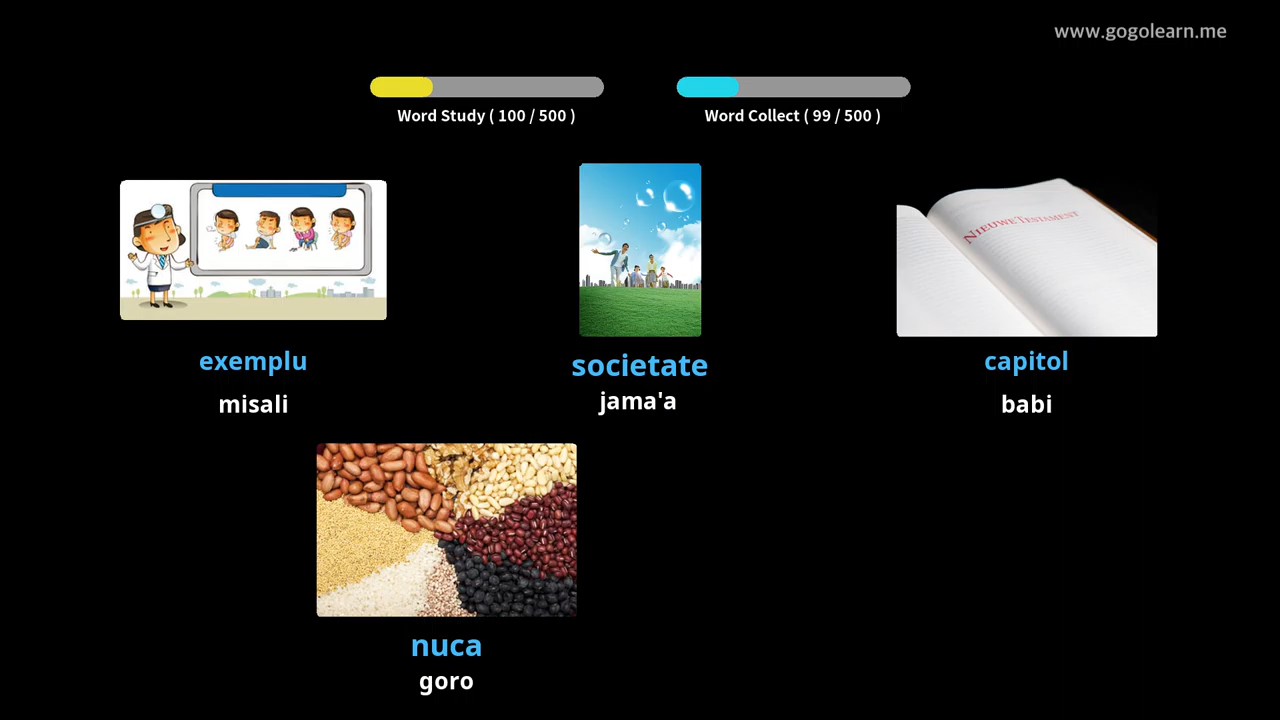 www.gogolearn.me
Word Study ( 100 / 500 )
Word Collect ( 99 / 500 )
NIEUWE TESTAMENT
exemplu
misali
societate
jama'a
capitol
babi
nuca
goro